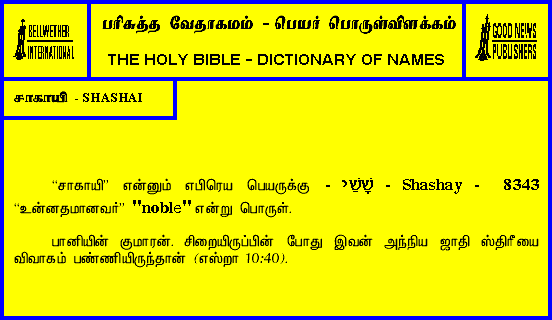 BELLWETHER
INTERNATIONAL
பரிசுத்த வேதாகமம் - பெயர் பொருள்விளக்கம்
THE HOLY BIBLE - DICTIONARY OF NAMES
GOOD NEWS
PUBLISHERS
சாகாயி - SHASHAI
“சாகாயி” என்னும் எபிரெய பெயருக்கு - שָׁשַׁי - Shashay - 8343
“உன்னதமானவர்” "noble" என்று பொருள்.
பானியின் குமாரன். சிறையிருப்பின் போது இவன் அந்நிய ஜாதி ஸ்திரீயை
விவாகம் பண்ணியிருந்தான் (எஸ்றா 10:40).